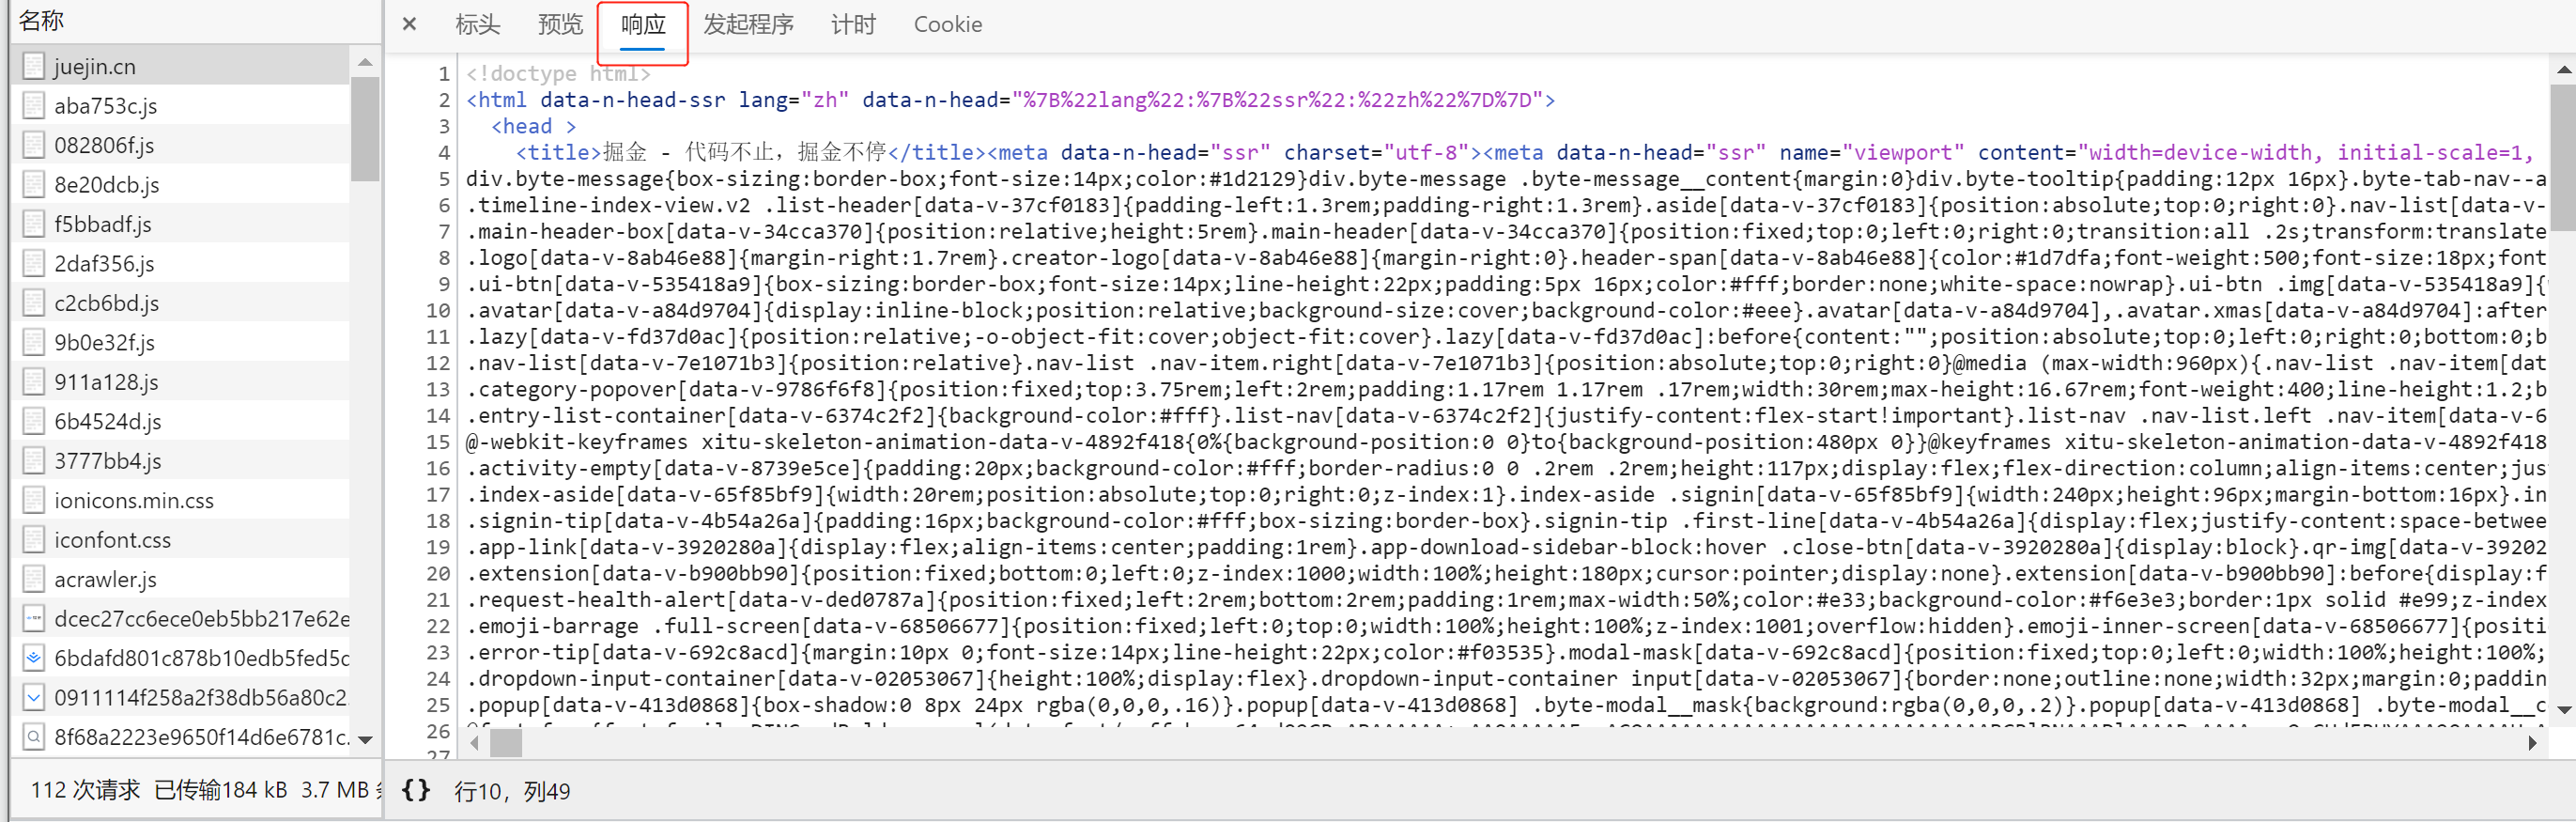 名称
juejin.cn
aba753c.js
082806f.js
8e20dcb.js
f5bbadf.js
2daf356.js
c2cb6bd.js
9b0e32f.js
911a128.js
6b4524d.js
3777bb4.js
ionicons.min.css
iconfont.css
acrawler.js
dcec27cc6ece0eb5bb217e62e
6bdafd801c878b10edb5fed5c
0911114f258a2f38db56a80c2
8f68a2223e9650f14d6e6781c.
112 次请求 已传输184 kB 3.7 MB
× 标头 预览 响应 发起程序 计时 Cookie
1 <!doctype html>
2 <html data-n-head-ssr lang="zh" data-n-head="%7B%22lang%22:%7B%22ssr%22:%22zh%22%7D%7D">
3 <head >
4 <title>掘金 - 代码不止，掘金不停</title><meta data-n-head="ssr" charset="utf-8"><meta data-n-head="ssr" name="viewport" content="width=device-width, initial-scale=1,
5 div.byte-message{box-sizing:border-box;font-size:14px;color:#1d2129}div.byte-message .byte-message__content{margin:0}div.byte-tooltip{padding:12px 16px}.byte-tab-nav--a
6 .timeline-index-view.v2 .list-header[data-v-37cf0183]{padding-left:1.3rem;padding-right:1.3rem}.aside[data-v-37cf0183]{position:absolute;top:0;right:0}.nav-list[data-v-
7 .main-header-box[data-v-34cca370]{position:relative;height:5rem}.main-header[data-v-34cca370]{position:fixed;top:0;left:0;right:0;transition:all .2s;transform:translate
8 .logo[data-v-8ab46e88]{margin-right:1.7rem}.creator-logo[data-v-8ab46e88]{margin-right:0}.header-span[data-v-8ab46e88]{color:#1d7dfa;font-weight:500;font-size:18px;font
9 .ui-btn[data-v-535418a9]{box-sizing:border-box;font-size:14px;line-height:22px;padding:5px 16px;color:#fff;border:none;white-space:nowrap}.ui-btn .img[data-v-535418a9]{
10 .avatar[data-v-a84d9704]{display:inline-block;position:relative;background-size:cover;background-color:#eee}.avatar[data-v-a84d9704],.avatar.xmas[data-v-a84d9704]:after
11 .lazy[data-v-fd37d0ac]{position:relative;-o-object-fit:cover;object-fit:cover}.lazy[data-v-fd37d0ac]:before{content:"";position:absolute;top:0;left:0;right:0;bottom:0;b
12 .nav-list[data-v-7e1071b3]{position:relative}.nav-list .nav-item.right[data-v-7e1071b3]{position:absolute;top:0;right:0}@media (max-width:960px){.nav-list .nav-item[dat
13 .category-popover[data-v-9786f6f8]{position:fixed;top:3.75rem;left:2rem;padding:1.17rem 1.17rem .17rem;width:30rem;max-height:16.67rem;font-weight:400;line-height:1.2;b
14 .entry-list-container[data-v-6374c2f2]{background-color:#fff}.list-nav[data-v-6374c2f2]{justify-content:flex-start!important}.list-nav .nav-list.left .nav-item[data-v-6
15 @-webkit-keyframes xitu-skeleton-animation-data-v-4892f418{0%{background-position:0 0}to{background-position:480px 0}}@keyframes xitu-skeleton-animation-data-v-4892f418
16 .activity-empty[data-v-8739e5ce]{padding:20px;background-color:#fff;border-radius:0 0 .2rem .2rem;height:117px;display:flex;flex-direction:column;align-items:center;jus
17 .index-aside[data-v-65f85bf9]{width:20rem;position:absolute;top:0;right:0;z-index:1}.index-aside .signin[data-v-65f85bf9]{width:240px;height:96px;margin-bottom:16px}.in
18 .signin-tip[data-v-4b54a26a]{padding:16px;background-color:#fff;box-sizing:border-box}.signin-tip .first-line[data-v-4b54a26a]{display:flex;justify-content:space-betwee
19 .app-link[data-v-3920280a]{display:flex;align-items:center;padding:1rem}.app-download-sidebar-block:hover .close-btn[data-v-3920280a]{display:block}.qr-img[data-v-39202
20 .extension[data-v-b900bb90]{position:fixed;bottom:0;left:0;z-index:1000;width:100%;height:180px;cursor:pointer;display:none}.extension[data-v-b900bb90]:before{display:f
21 .request-health-alert[data-v-ded0787a]{position:fixed;left:2rem;bottom:2rem;padding:1rem;max-width:50%;color:#e33;background-color:#f6e3e3;border:1px solid #e99;z-index
22 .emoji-barrage .full-screen[data-v-68506677]{position:fixed;left:0;top:0;width:100%;height:100%;z-index:1001;overflow:hidden}.emoji-inner-screen[data-v-68506677]{positi
23 .error-tip[data-v-692c8acd]{margin:10px 0;font-size:14px;line-height:22px;color:#f03535}.modal-mask[data-v-692c8acd]{position:fixed;top:0;left:0;width:100%;height:100%;
24 .dropdown-input-container[data-v-02053067]{height:100%;display:flex}.dropdown-input-container input[data-v-02053067]{border:none;outline:none;width:32px;margin:0;paddin
25 .popup[data-v-413d0868]{box-shadow:0 8px 24px rgba(0,0,0,.16)}.popup[data-v-413d0868] .byte-modal__mask{background:rgba(0,0,0,.2)}.popup[data-v-413d0868] .byte-modal__c
26
27
{} 行10，列49